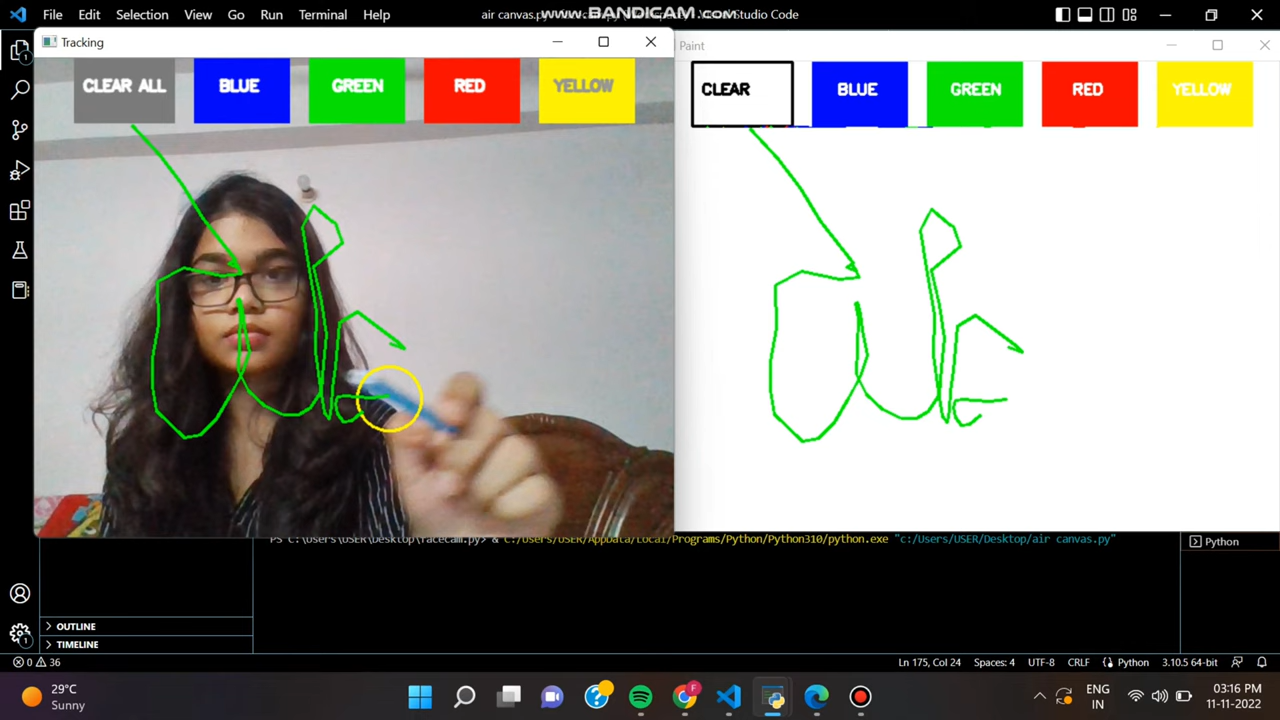 File Edit Selection View Go Run Terminal Help
www.BANDICAM.com
air canvas.py
Visual Studio Code
Tracking
Paint
CLEAR ALL BLUE GREEN RED YELLOW
CLEAR BLUE GREEN RED YELLOW
PS C:\Users\USER\Desktop\facecam.py> & C:/Users/USER/AppData/Local/Programs/Python/Python310/python.exe "c:/Users/USER/Desktop/air canvas.py"
Python
OUTLINE
TIMELINE
0 36
Ln 175, Col 24 Spaces: 4 UTF-8 CRLF Python 3.10.5 64-bit
29°C
Sunny
ENG
IN
03:16 PM
11-11-2022